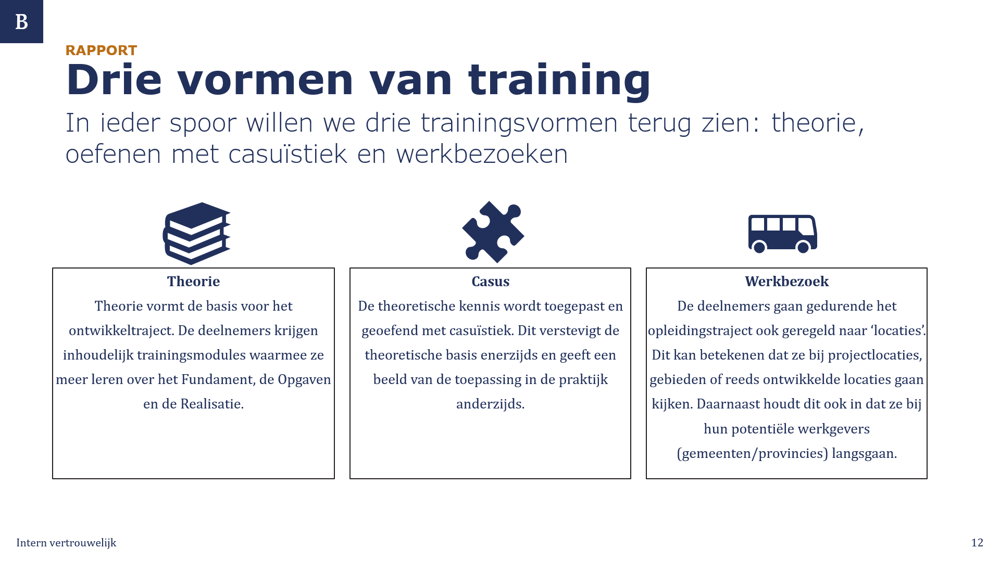 B
RAPPORT
Drie vormen van training
In ieder spoor willen we drie trainingsvormen terug zien: theorie,
oefenen met casuïstiek en werkbezoeken
Theorie
Theorie vormt de basis voor het
ontwikkeltraject. De deelnemers krijgen
inhoudelijk trainingsmodules waarmee ze
meer leren over het Fundament, de Opgaven
en de Realisatie.
Casus
De theoretische kennis wordt toegepast en
geoefend met casuïstiek. Dit verstevigt de
theoretische basis enerzijds en geeft een
beeld van de toepassing in de praktijk
anderzijds.
Werkbezoek
De deelnemers gaan gedurende het
opleidingstraject ook geregeld naar ‘locaties’.
Dit kan betekenen dat ze bij projectlocaties,
gebieden of reeds ontwikkelde locaties gaan
kijken. Daarnaast houdt dit ook in dat ze bij
hun potentiële werkgevers
(gemeenten/provincies) langsgaan.
Intern vertrouwelijk
12